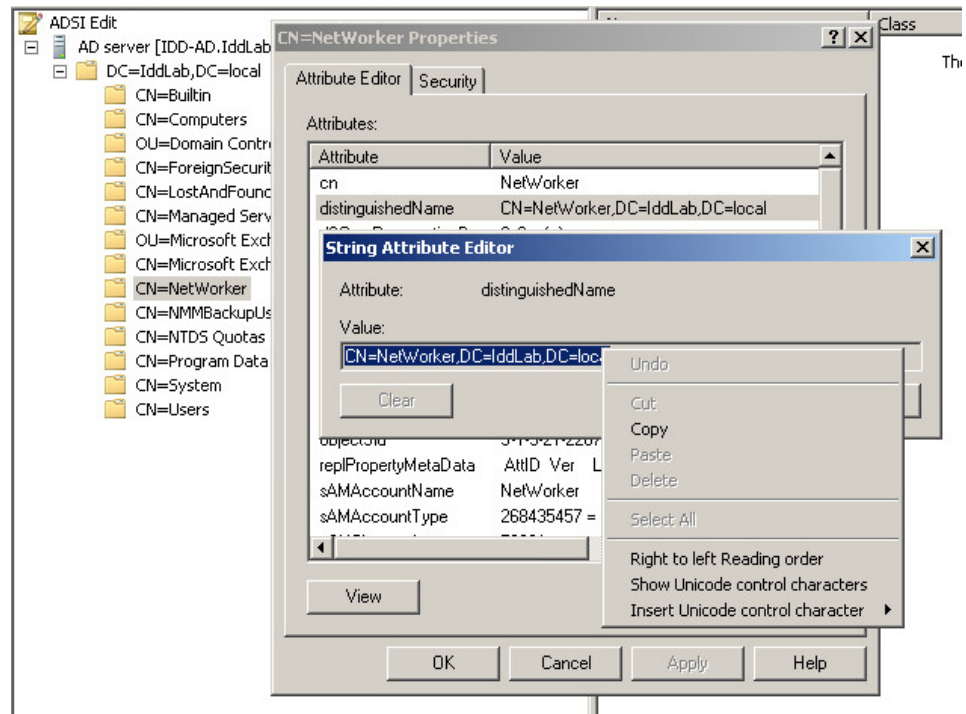 ADSI Edit
AD server [IDD-AD.IddLab
DC=IddLab,DC=local
CN=Builtin
CN=Computers
OU=Domain Contr
CN=ForeignSecurit
CN=LostAndFound
CN=Managed Serv
OU=Microsoft Exch
CN=Microsoft Exch
CN=NetWorker
CN=NMMBackupUs
CN=NTDS Quotas
CN=Program Data
CN=System
CN=Users
Class
CN=NetWorker Properties
Attribute Editor Security
Attributes:
Attribute Value
cn NetWorker
distinguishedName CN=NetWorker,DC=IddLab,DC=local
String Attribute Editor
Attribute: distinguishedName
Value:
CN=NetWorker,DC=IddLab,DC=loca
Clear
Undo
Cut
Copy
Paste
Delete
Select All
Right to left Reading order
Show Unicode control characters
Insert Unicode control character
objectSid
replPropertyMetaData AttID Ver L
sAMAccountName NetWorker
sAMAccountType 268435457 =
View
OK Cancel Apply Help